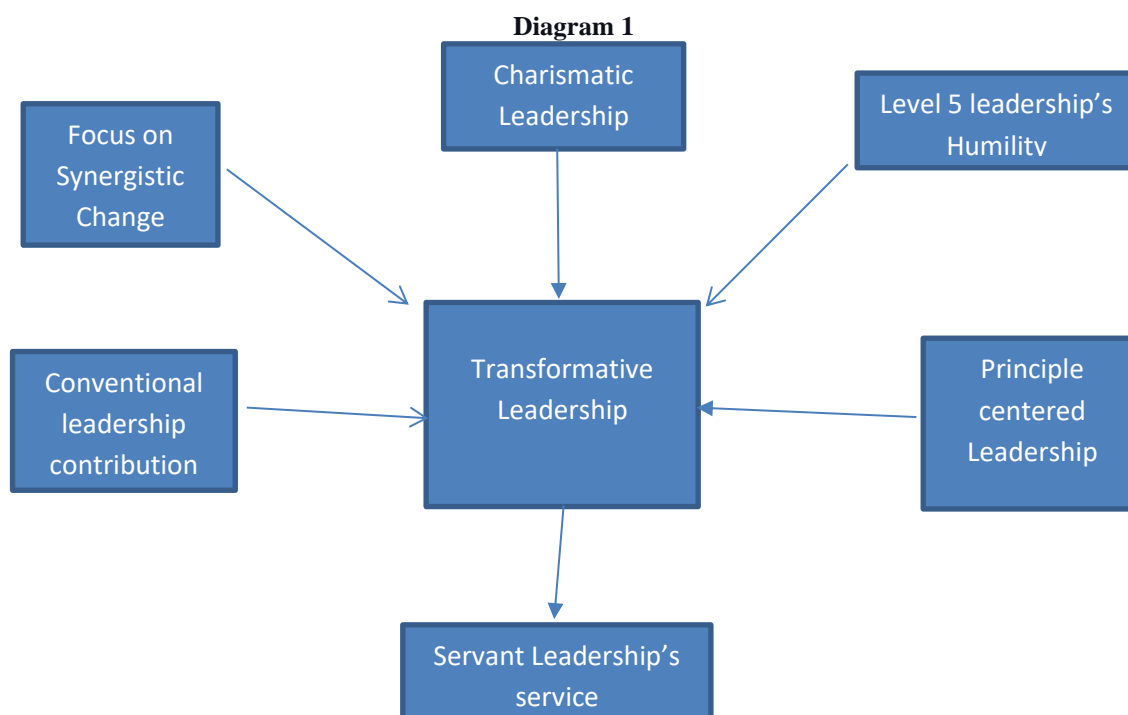 Diagram 1
Charismatic
Leadership
Level 5 leadership’s
Humility
Focus on
Synergistic
Change
Transformative
Leadership
Conventional
leadership
contribution
Principle
centered
Leadership
Servant Leadership’s
service